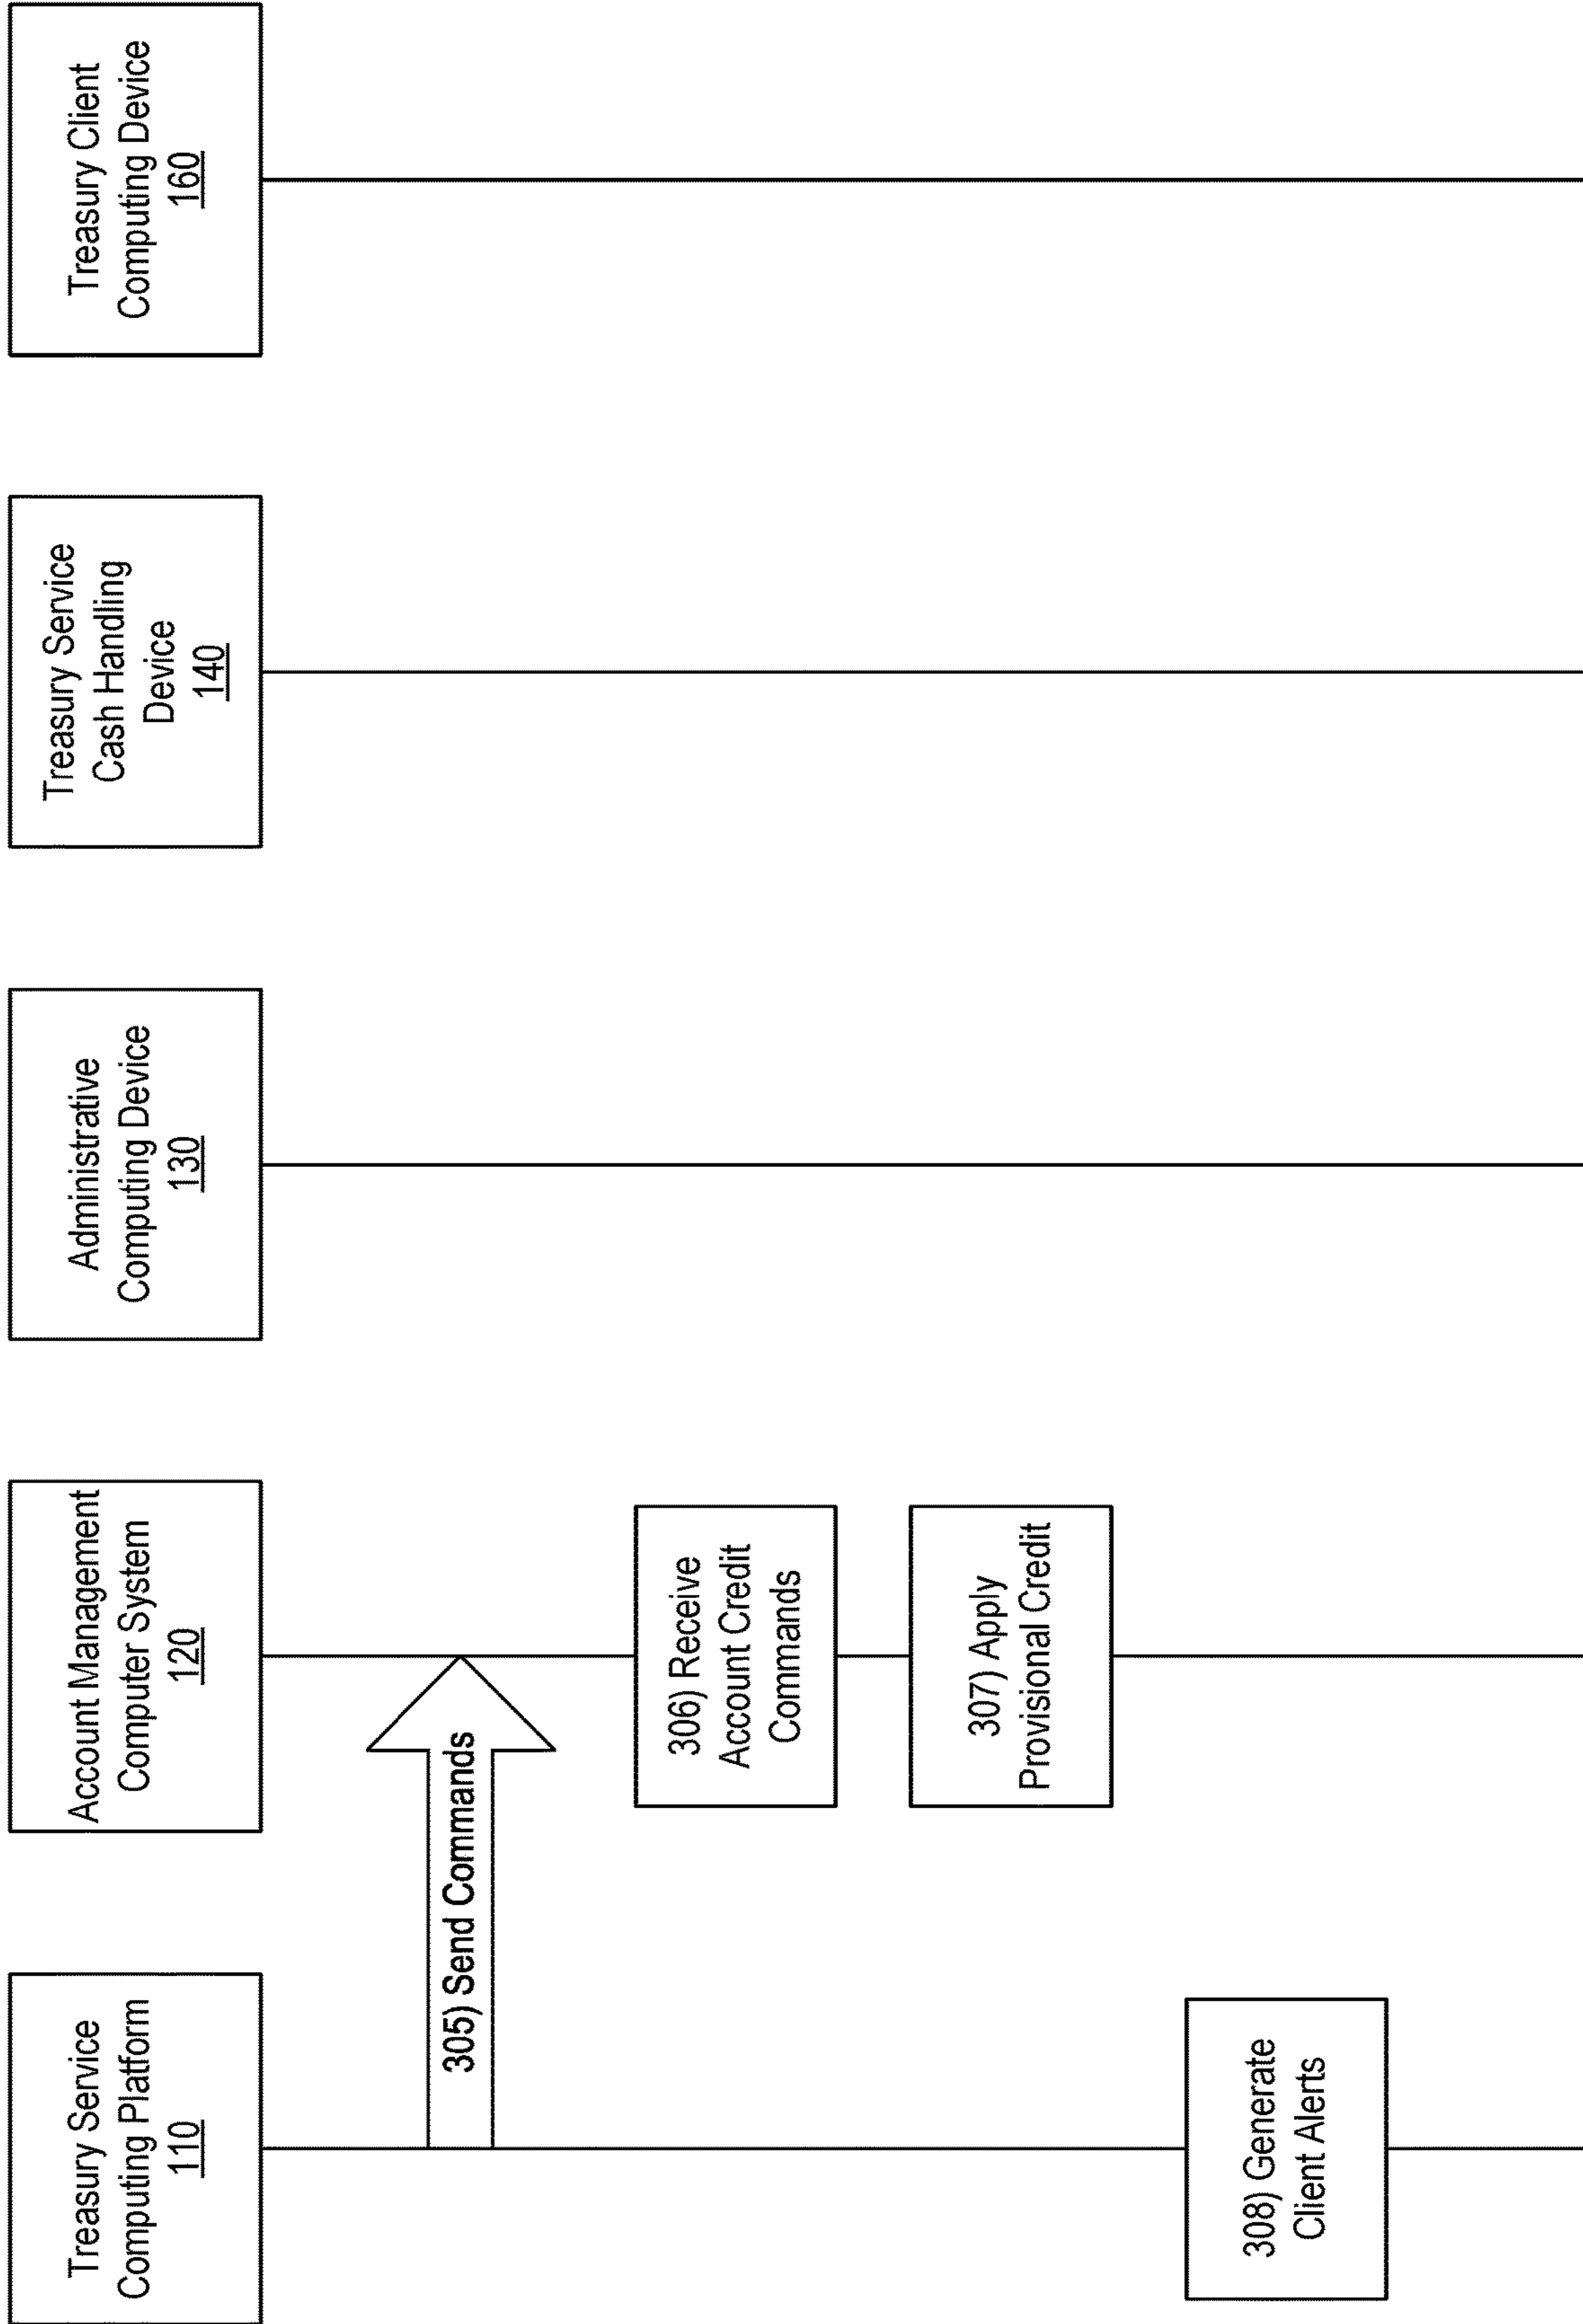 Treasury Service
Computing Platform
110
Account Management
Computer System
120
Administrative
Computing Device
130
Treasury Service
Cash Handling
Device
140
Treasury Client
Computing Device
160
305) Send Commands
306) Receive
Account Credit
Commands
307) Apply
Provisional Credit
308) Generate
Client Alerts